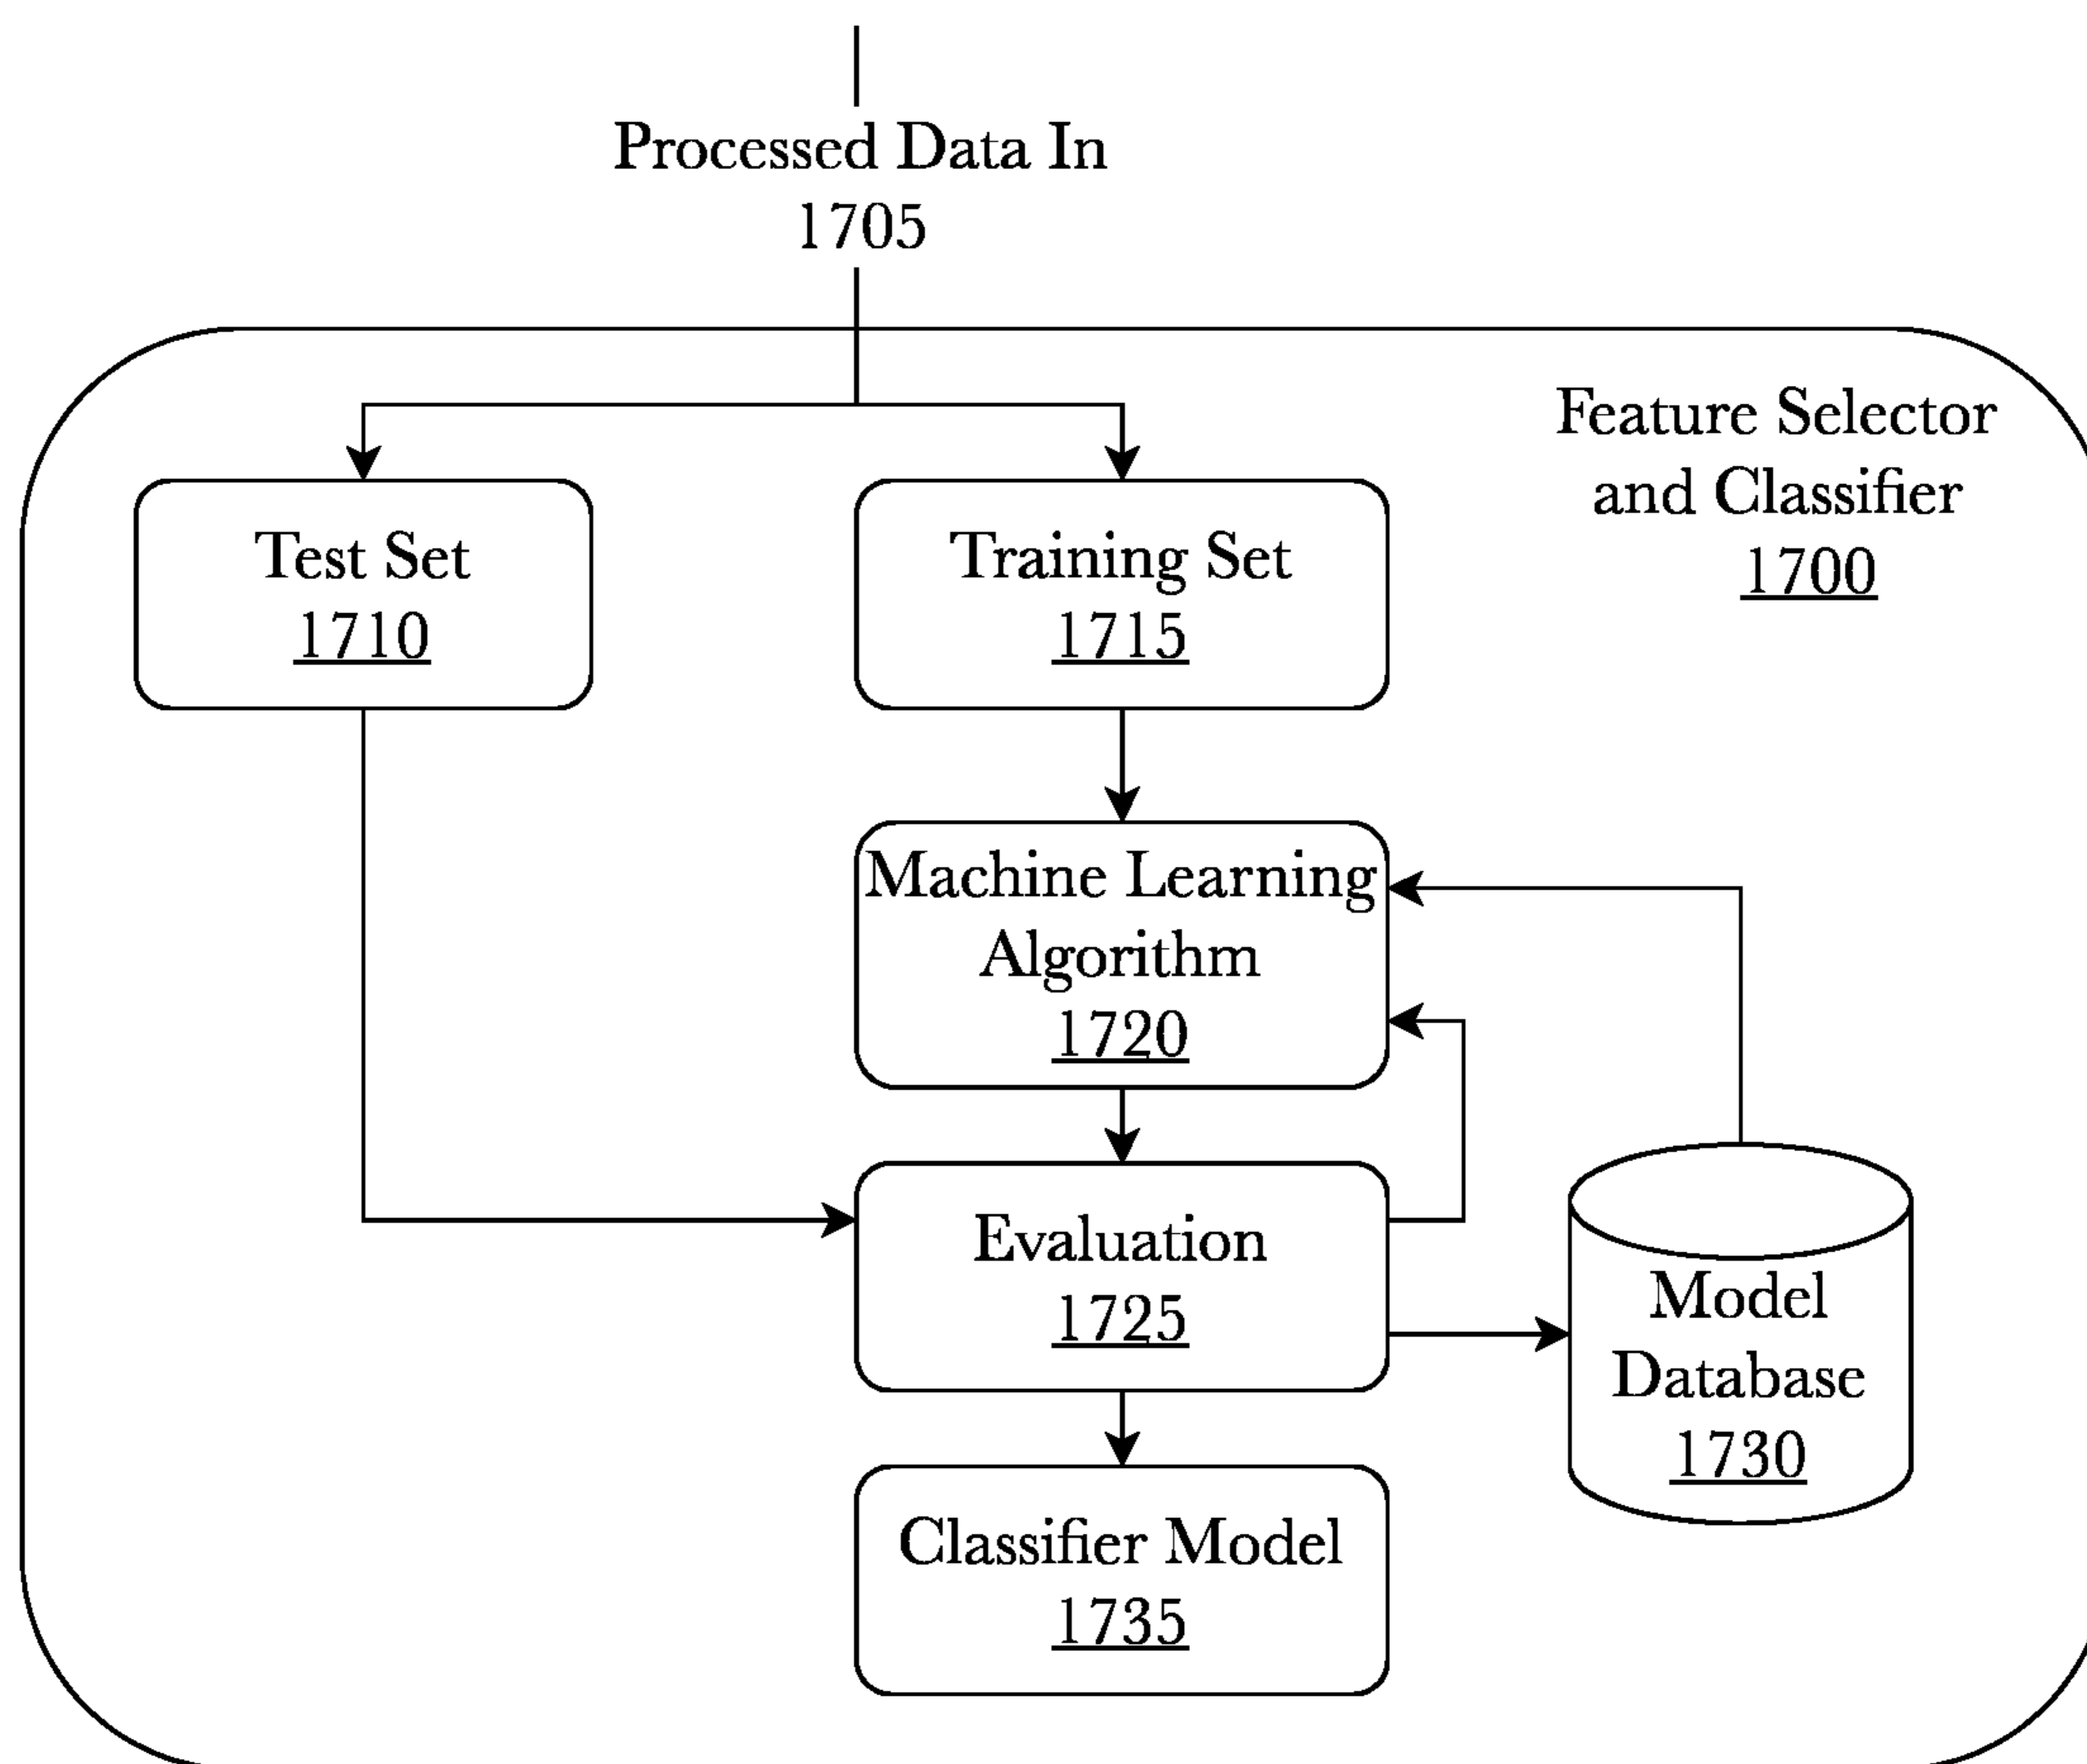 Processed Data In
1705
Feature Selector
and Classifier
1700
Test Set
1710
Training Set
1715
Machine Learning
Algorithm
1720
Evaluation
1725
Model
Database
1730
Classifier Model
1735